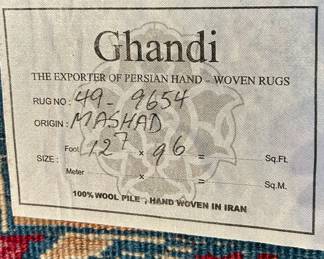 Ghandi
THE EXPORTER OF PERSIAN HAND - WOVEN RUGS
RUG NO : 49 - 9654
ORIGIN : MASHAD
SIZE : Foot 12 7 x 9 6 = Sq.Ft.
Meter x = Sq.M.
100% WOOL PILE , HAND WOVEN IN IRAN